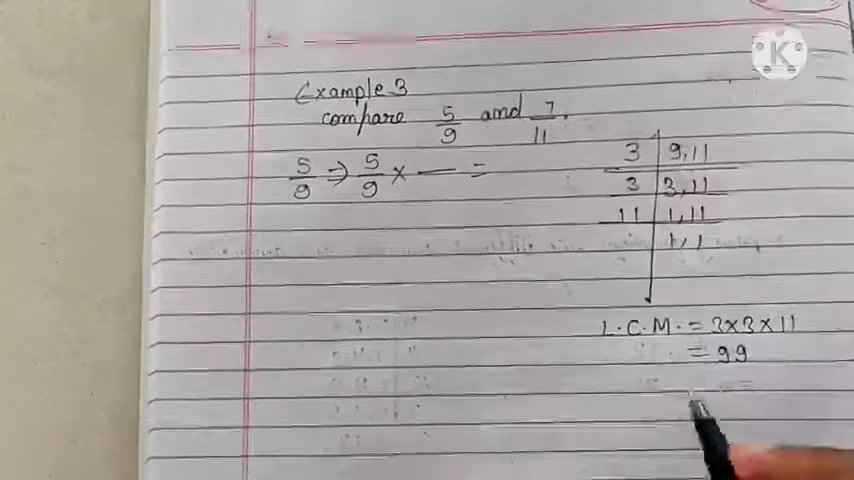 K
Example 3
compare 5/9 and 7/11.
5/9 ⇒ 5/9 × — =
3 | 9,11
3 | 3,11
11 | 1,11
1,1
L.C.M. = 3×3×11
= 99